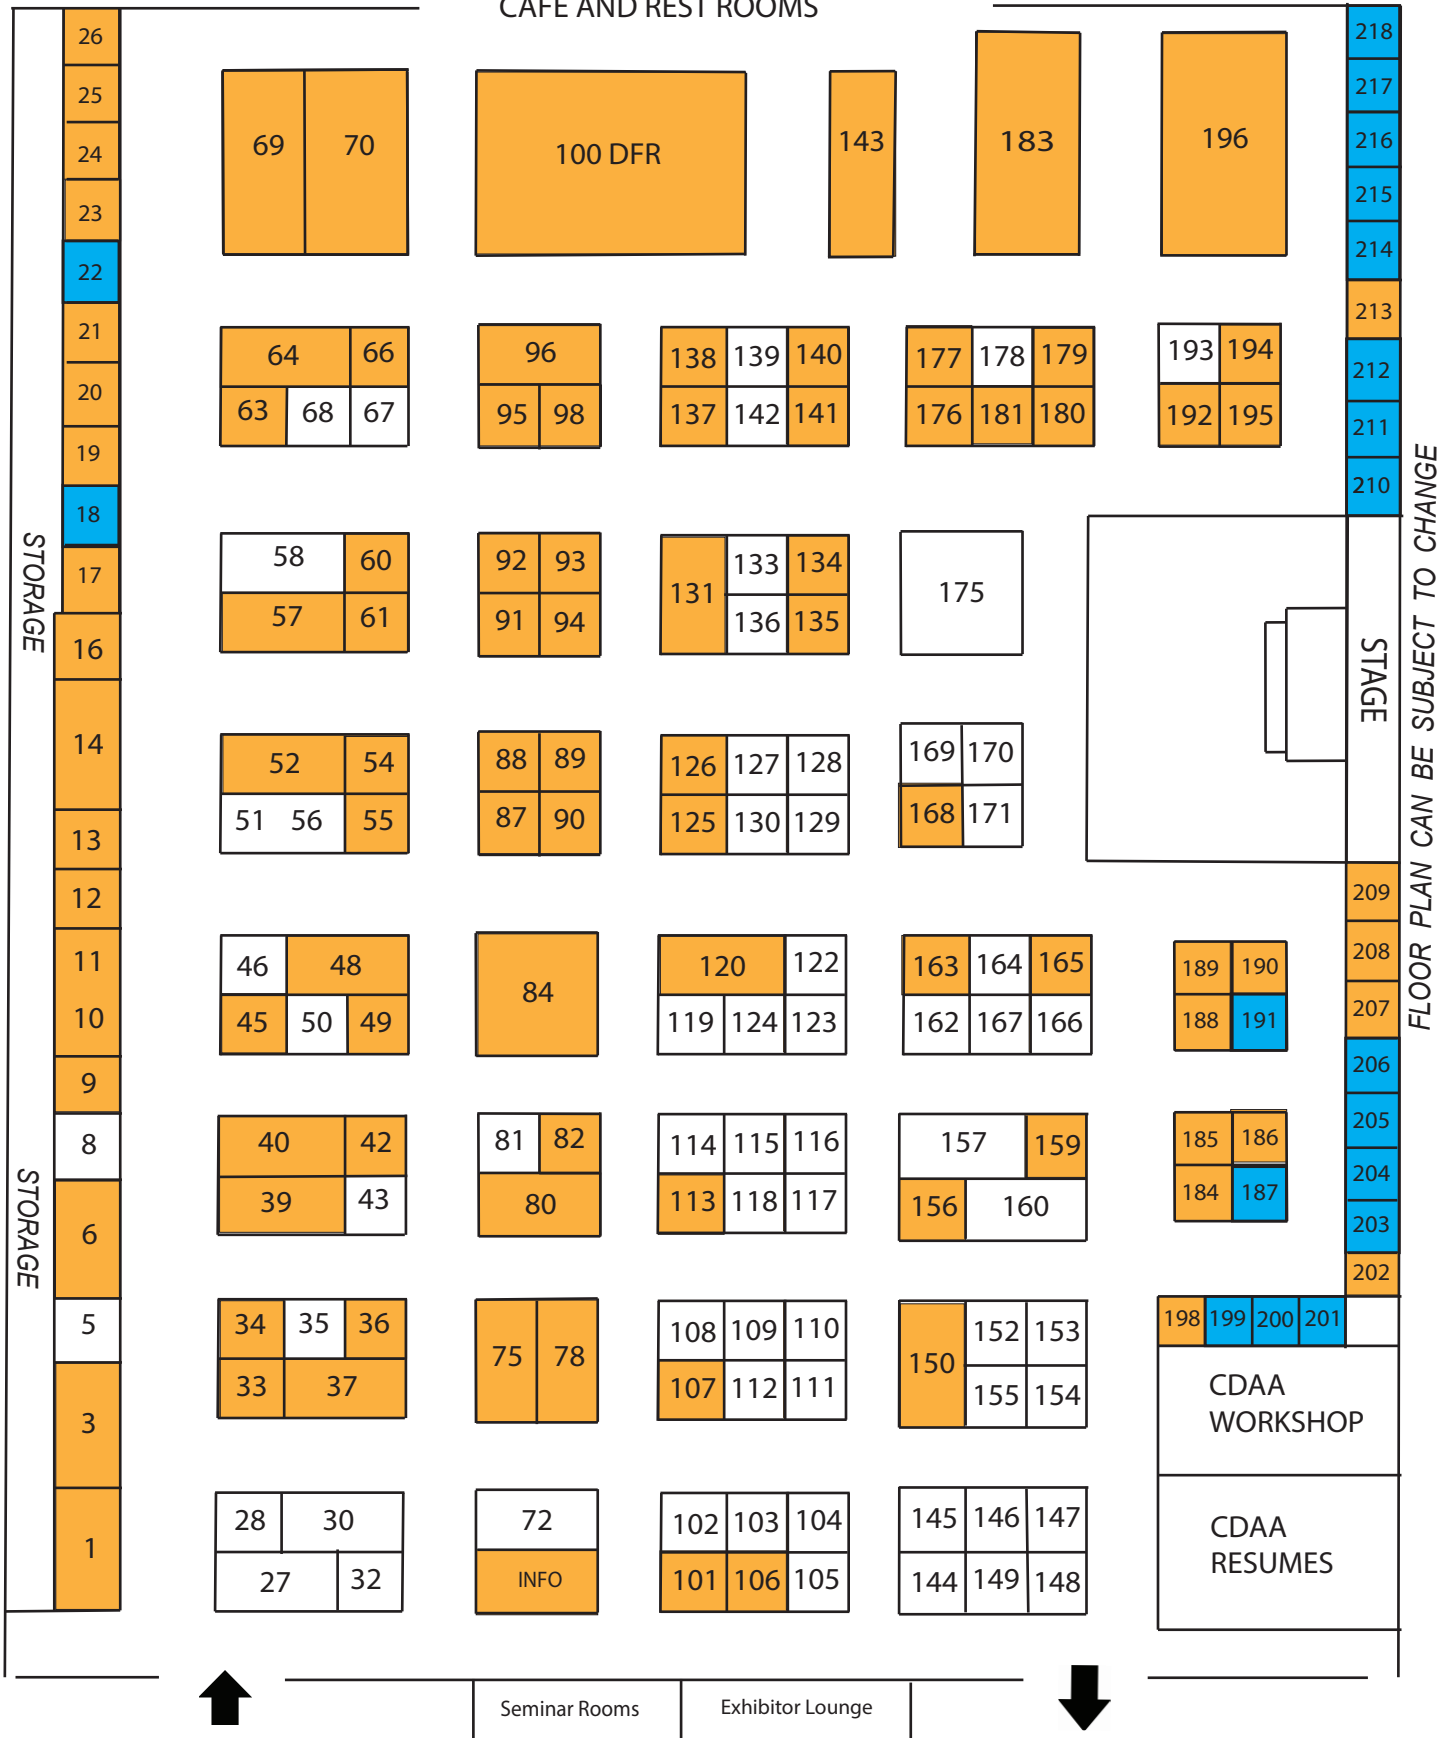 CAFE AND REST ROOMS
26
25
24
23
22
21
20
19
18
17
16
14
13
12
11
10
9
8
6
5
3
1
STORAGE
STORAGE
69 70
100 DFR
143
183
196
64 66
63 68 67
96
95 98
138 139 140
137 142 141
177 178 179
176 181 180
193 194
192 195
58 60
57 61
92 93
91 94
131
133 134
136 135
175
52 54
51 56 55
88 89
87 90
126 127 128
125 130 129
169 170
168 171
46 48
45 50 49
84
120 122
119 124 123
163 164 165
162 167 166
189 190
188 191
40 42
39 43
81 82
80
114 115 116
113 118 117
157 159
156 160
185 186
184 187
34 35 36
33 37
75 78
108 109 110
107 112 111
150
152 153
155 154
198 199 200 201
28 30
27 32
72
INFO
102 103 104
101 106 105
145 146 147
144 149 148
CDAA
WORKSHOP
CDAA
RESUMES
218
217
216
215
214
213
212
211
210
STAGE
209
208
207
206
205
204
203
202
FLOOR PLAN CAN BE SUBJECT TO CHANGE
Seminar Rooms
Exhibitor Lounge